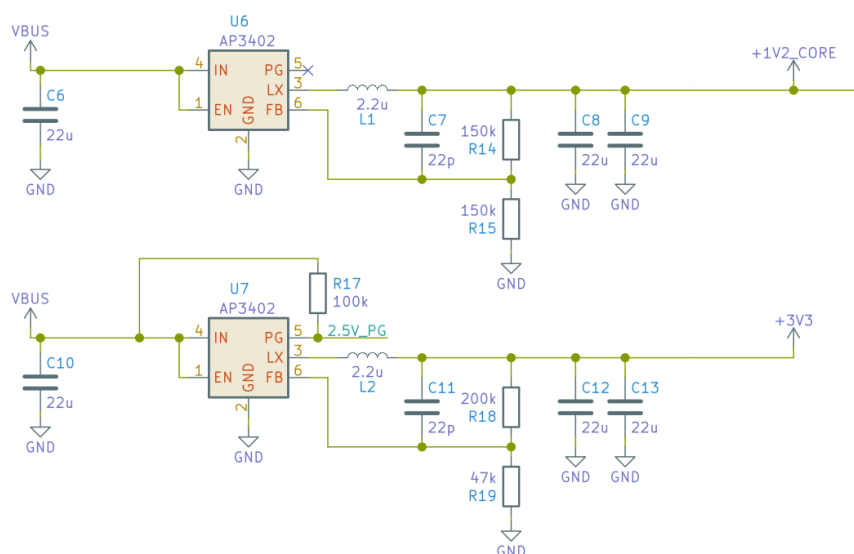 U6
AP3402
VBUS
4 IN
PG 5
LX 3
1 EN
FB 6
GND
2
GND
C6
22u
GND
2.2u
L1
C7
22p
150k
R14
150k
R15
GND
C8
22u
GND
C9
22u
GND
+1V2_CORE
U7
AP3402
VBUS
4 IN
PG 5
LX 3
1 EN
FB 6
GND
2
GND
C10
22u
GND
R17
100k
2.5V_PG
2.2u
L2
C11
22p
200k
R18
47k
R19
GND
C12
22u
GND
C13
22u
GND
+3V3